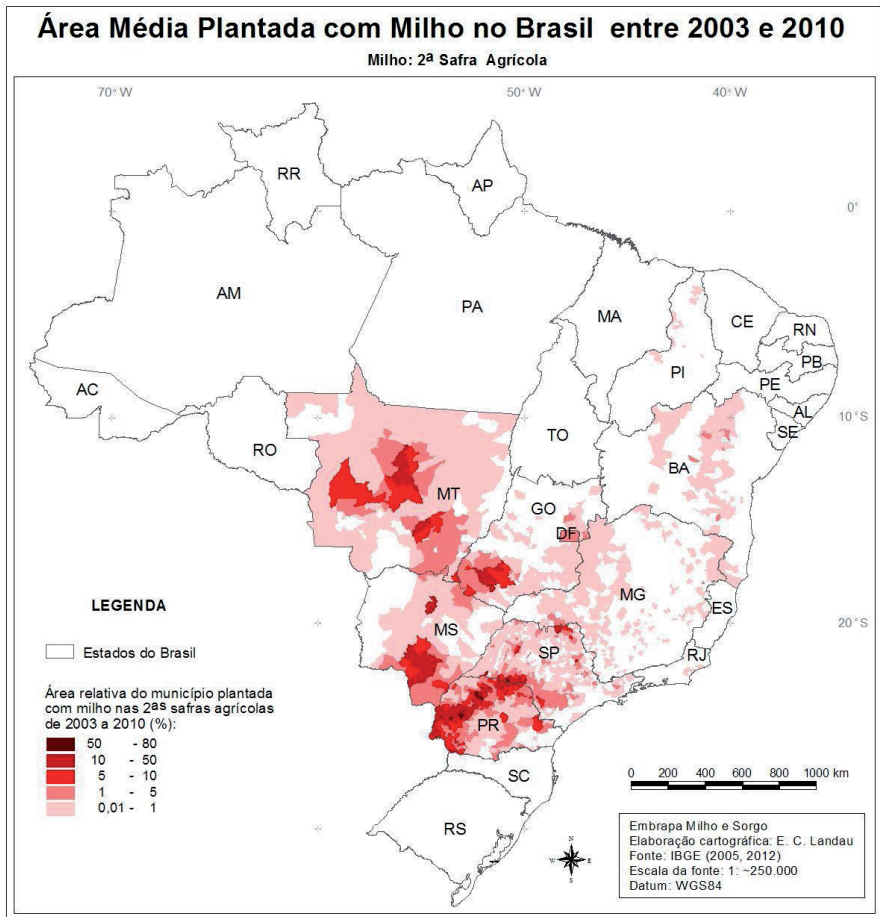 Área Média Plantada com Milho no Brasil entre 2003 e 2010
Milho: 2ª Safra Agrícola
70° W
50° W
40° W
RR
AP
0°
AM
PA
MA
CE
RN
PB
PI
PE
AC
AL
10° S
SE
RO
TO
BA
MT
GO
DF
MG
LEGENDA
ES
20° S
MS
SP
RJ
Estados do Brasil
Área relativa do município plantada
com milho nas 2ªs safras agrícolas
de 2003 a 2010 (%):
50 - 80
10 - 50
5 - 10
1 - 5
0,01 - 1
PR
SC
RS
0 200 400 600 800 1000 km
N
W E
S
Embrapa Milho e Sorgo
Elaboração cartográfica: E. C. Landau
Fonte: IBGE (2005, 2012)
Escala da fonte: 1: ~250.000
Datum: WGS84